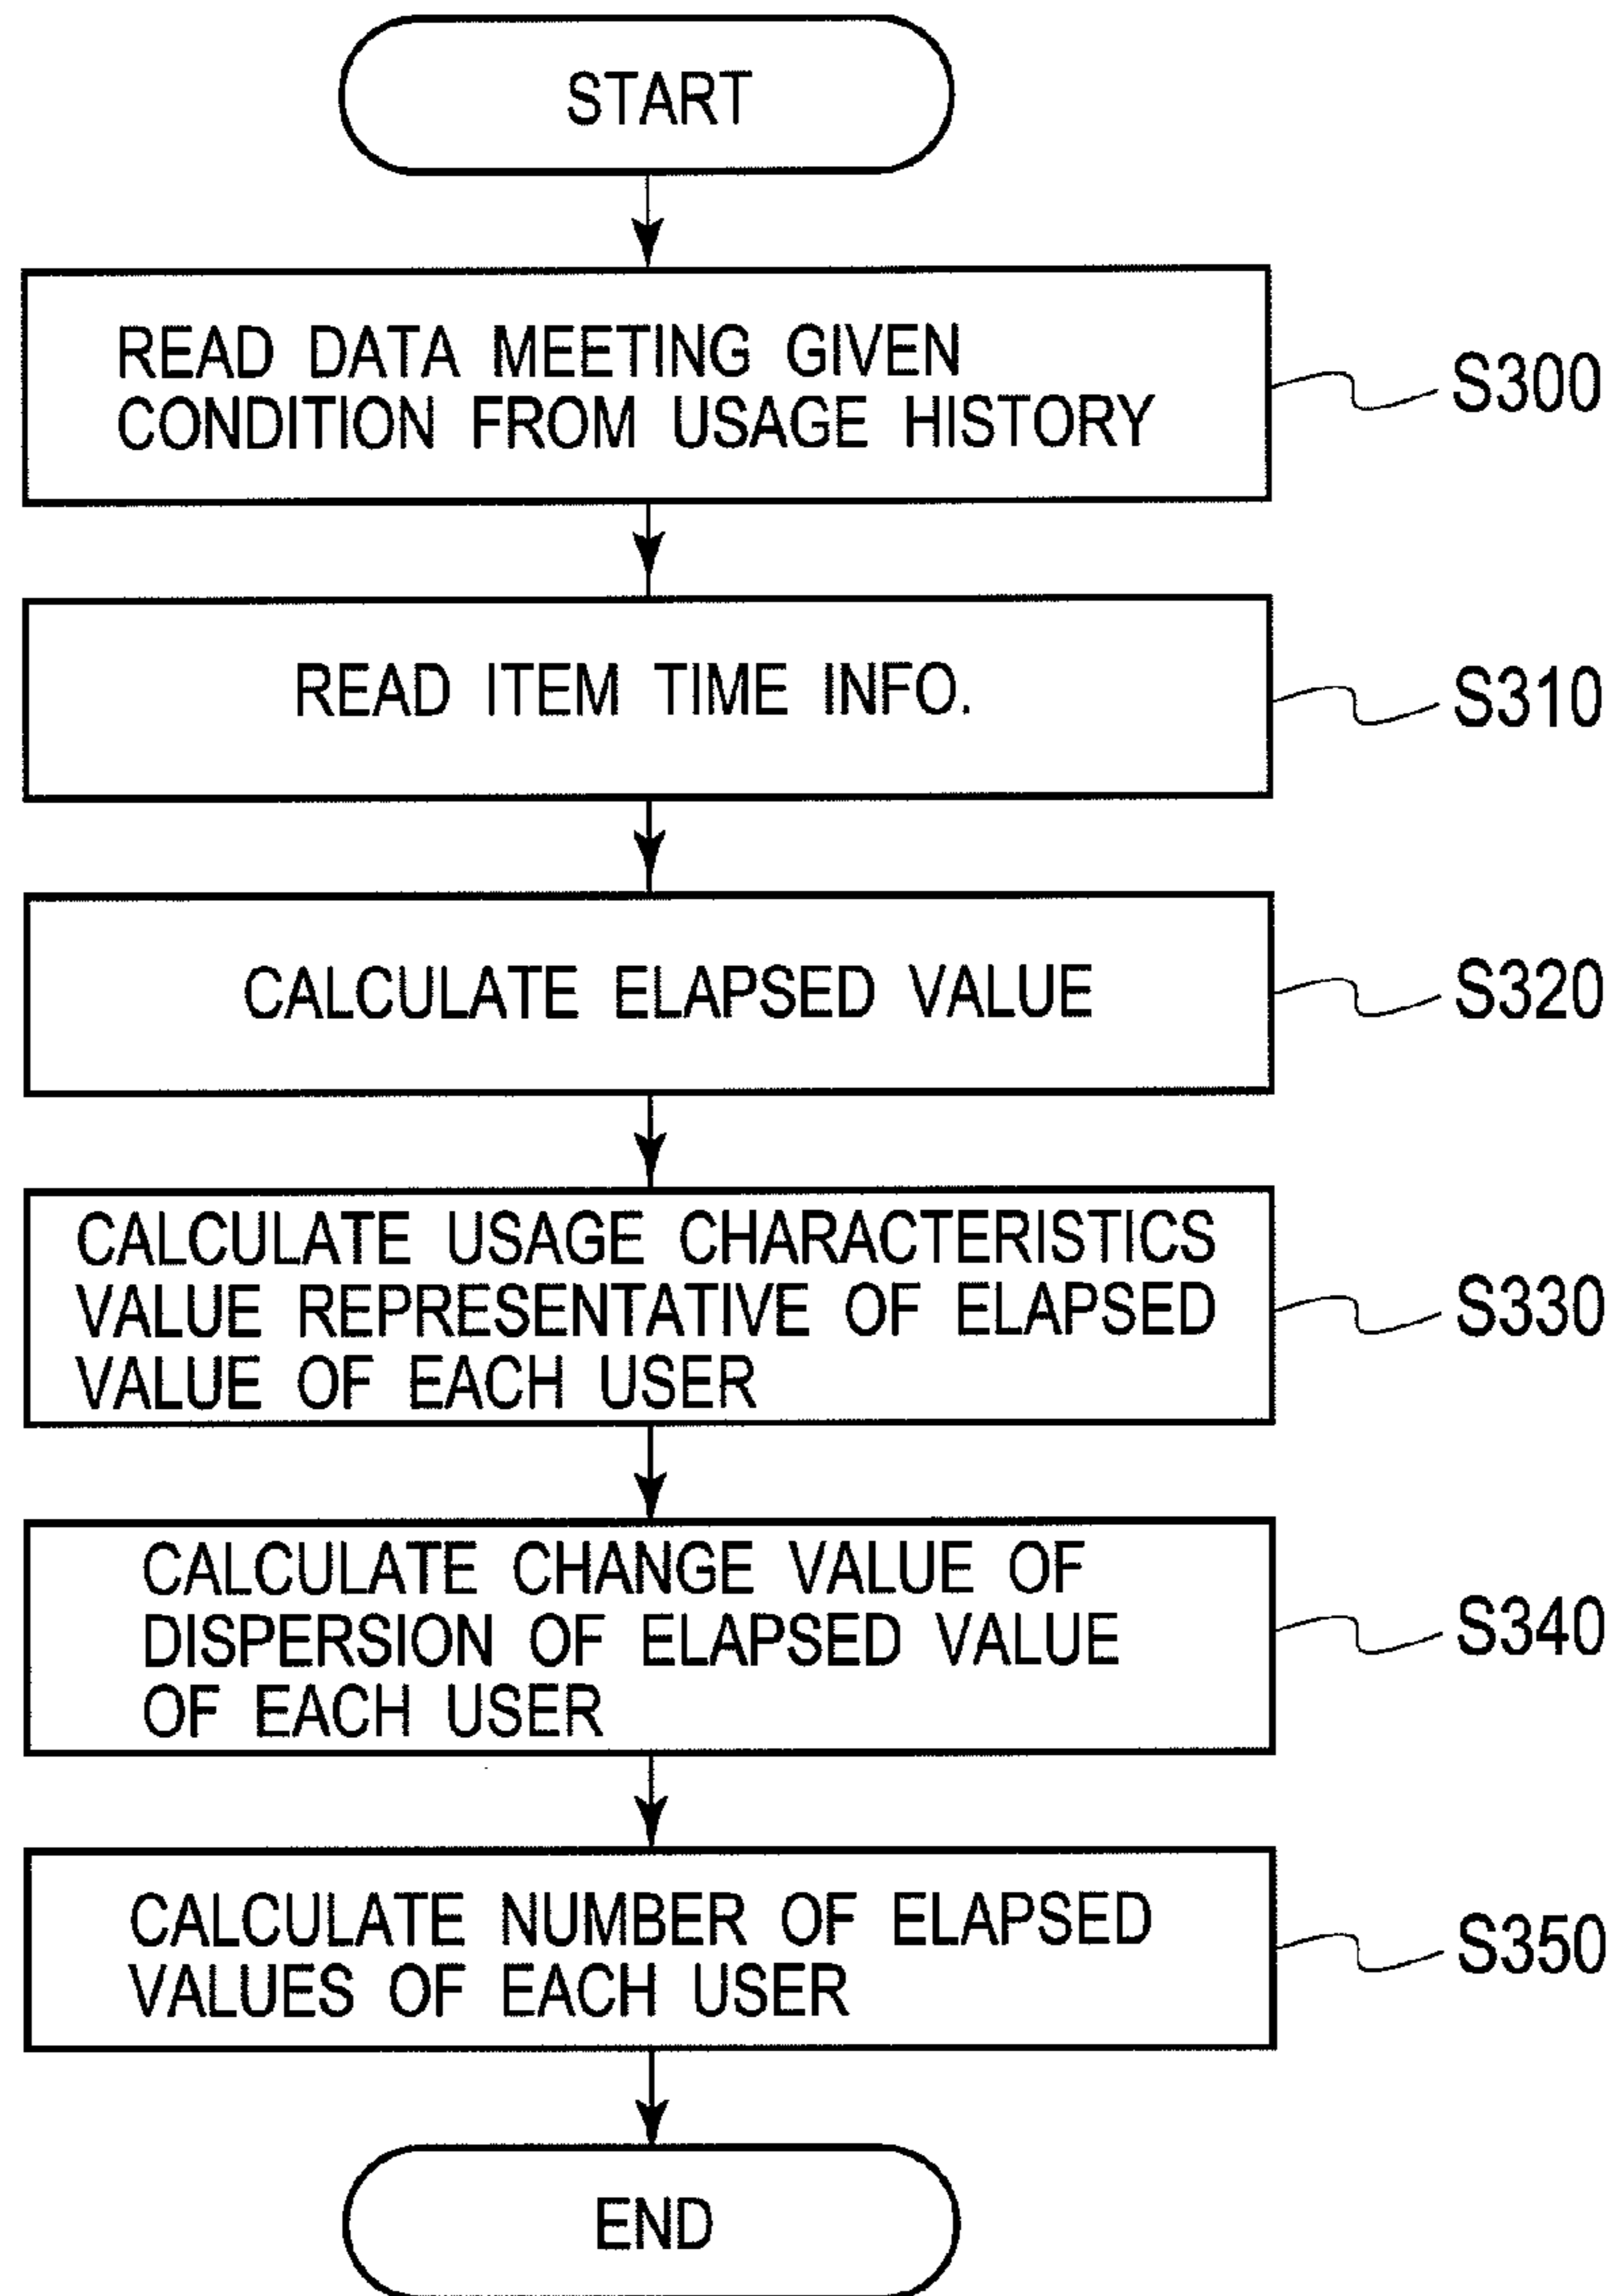 START
READ DATA MEETING GIVEN
CONDITION FROM USAGE HISTORY
S300
READ ITEM TIME INFO.
S310
CALCULATE ELAPSED VALUE
S320
CALCULATE USAGE CHARACTERISTICS
VALUE REPRESENTATIVE OF ELAPSED
VALUE OF EACH USER
S330
CALCULATE CHANGE VALUE OF
DISPERSION OF ELAPSED VALUE
OF EACH USER
S340
CALCULATE NUMBER OF ELAPSED
VALUES OF EACH USER
S350
END